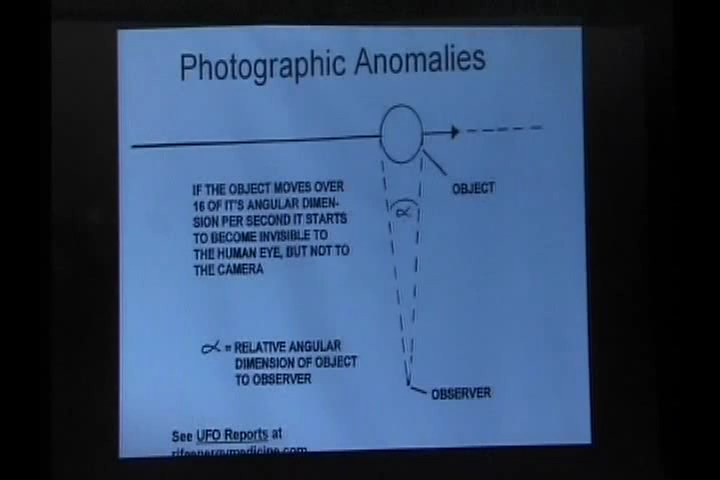 Photographic Anomalies
IF THE OBJECT MOVES OVER
16 OF IT'S ANGULAR DIMEN-
SION PER SECOND IT STARTS
TO BECOME INVISIBLE TO
THE HUMAN EYE, BUT NOT TO
THE CAMERA
OBJECT
∝
∝ = RELATIVE ANGULAR
DIMENSION OF OBJECT
TO OBSERVER
OBSERVER
See UFO Reports at
rifeenergymedicine.com